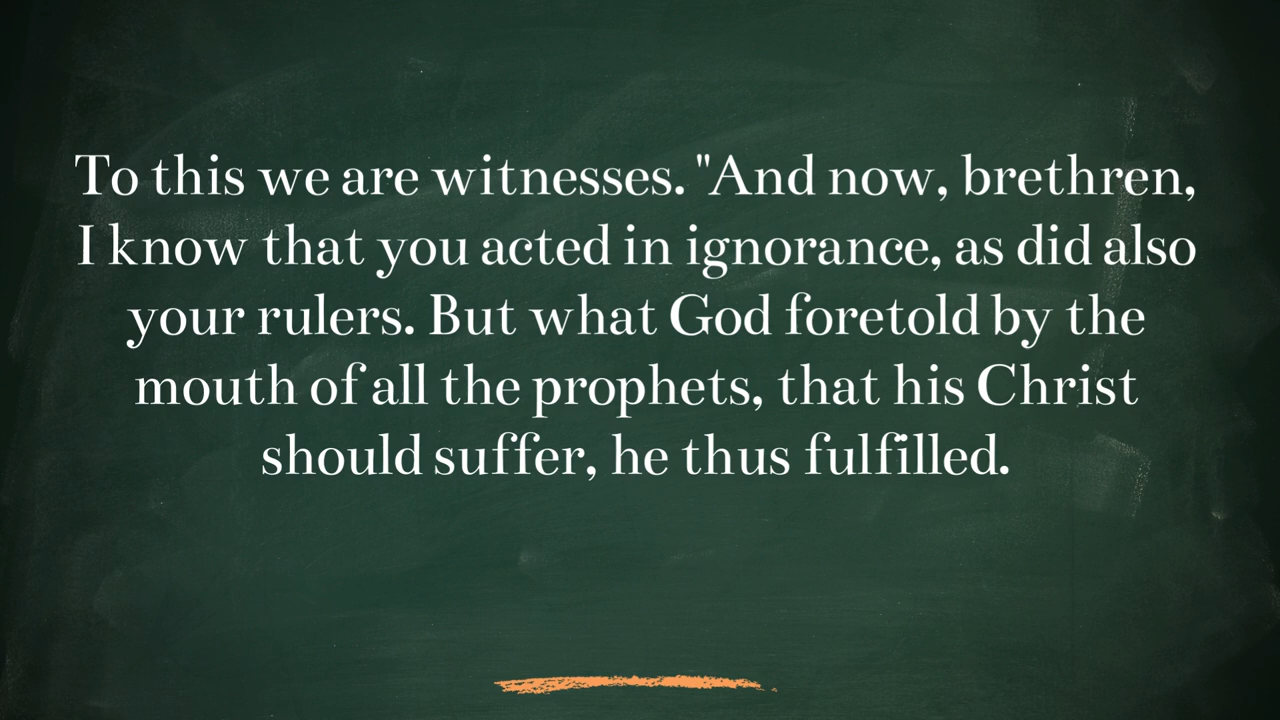 To this we are witnesses. "And now, brethren,
I know that you acted in ignorance, as did also
your rulers. But what God foretold by the
mouth of all the prophets, that his Christ
should suffer, he thus fulfilled.